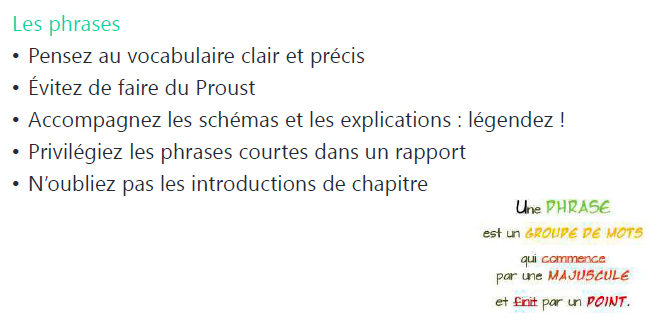 Les phrases
• Pensez au vocabulaire clair et précis
• Évitez de faire du Proust
• Accompagnez les schémas et les explications : légendez !
• Privilégiez les phrases courtes dans un rapport
• N’oubliez pas les introductions de chapitre
Une PHRASE
est un GROUPE DE MOTS
qui commence
par une MAJUSCULE
et finit par un POINT.